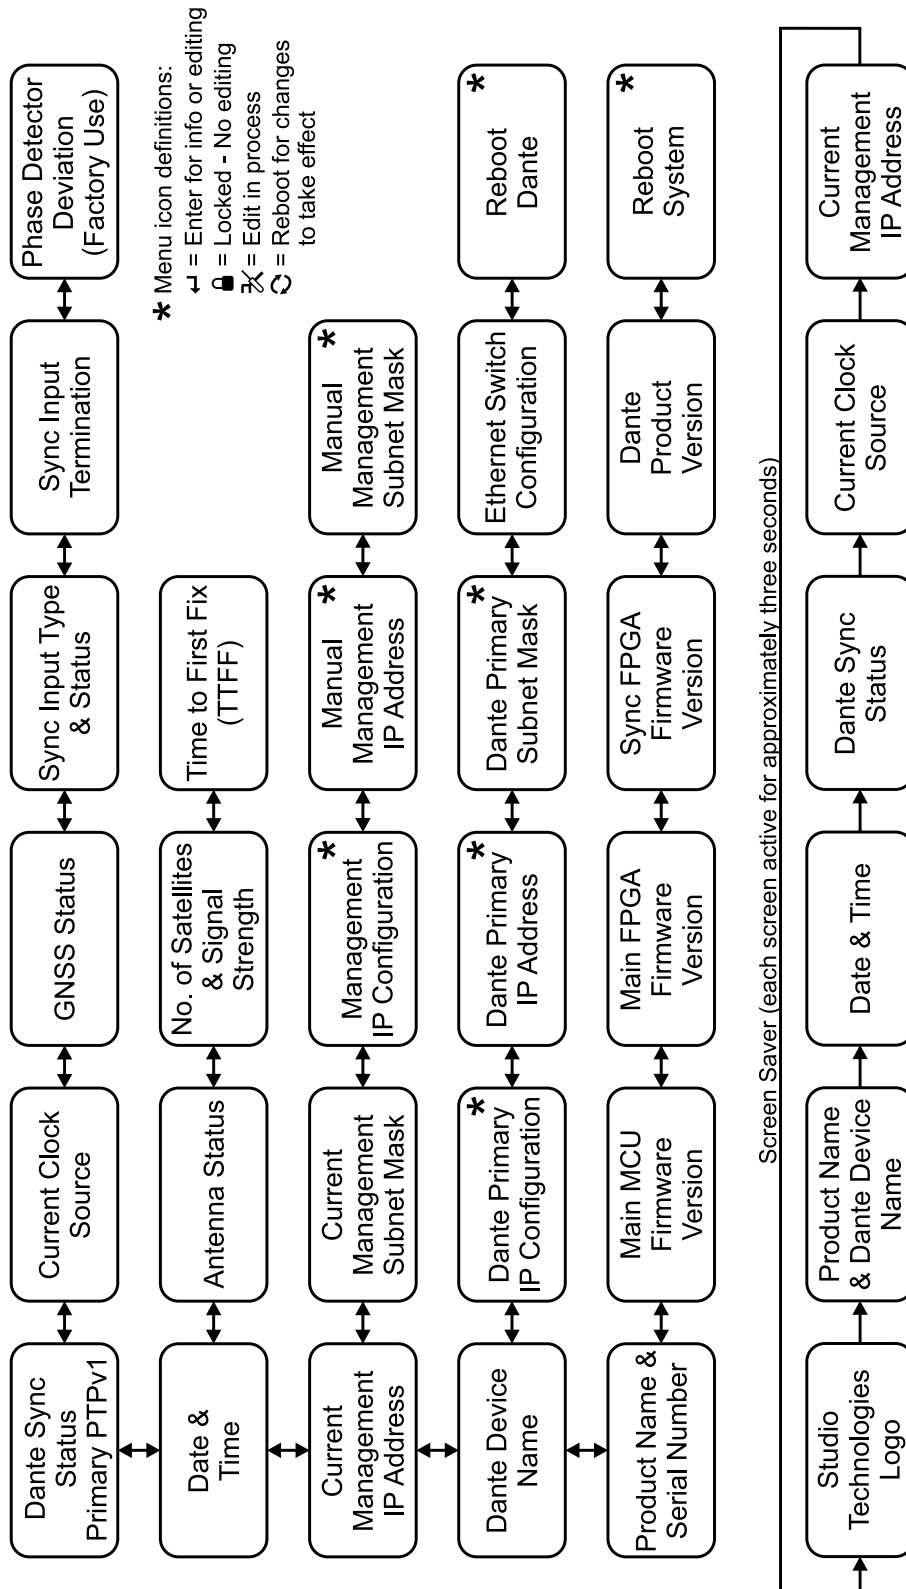 Dante Sync
Status
Primary PTPv1
Current Clock
Source
GNSS Status
Sync Input Type
& Status
Sync Input
Termination
Phase Detector
Deviation
(Factory Use)
Date &
Time
Antenna Status
No. of Satellites
& Signal
Strength
Time to First Fix
(TTFF)
* Menu icon definitions:
↵ = Enter for info or editing
= Locked - No editing
= Edit in process
= Reboot for changes
to take effect
Current
Management
IP Address
Current
Management
Subnet Mask
*
Management
IP Configuration
*
Manual
Management
IP Address
*
Manual
Management
Subnet Mask
Dante Device
Name
*
Dante Primary
IP Configuration
*
Dante Primary
IP Address
*
Dante Primary
Subnet Mask
Ethernet Switch
Configuration
*
Reboot
Dante
Product Name &
Serial Number
Main MCU
Firmware
Version
Main FPGA
Firmware
Version
Sync FPGA
Firmware
Version
Dante
Product
Version
*
Reboot
System
Screen Saver (each screen active for approximately three seconds)
Studio
Technologies
Logo
Product Name
& Dante Device
Name
Date & Time
Dante Sync
Status
Current Clock
Source
Current
Management
IP Address